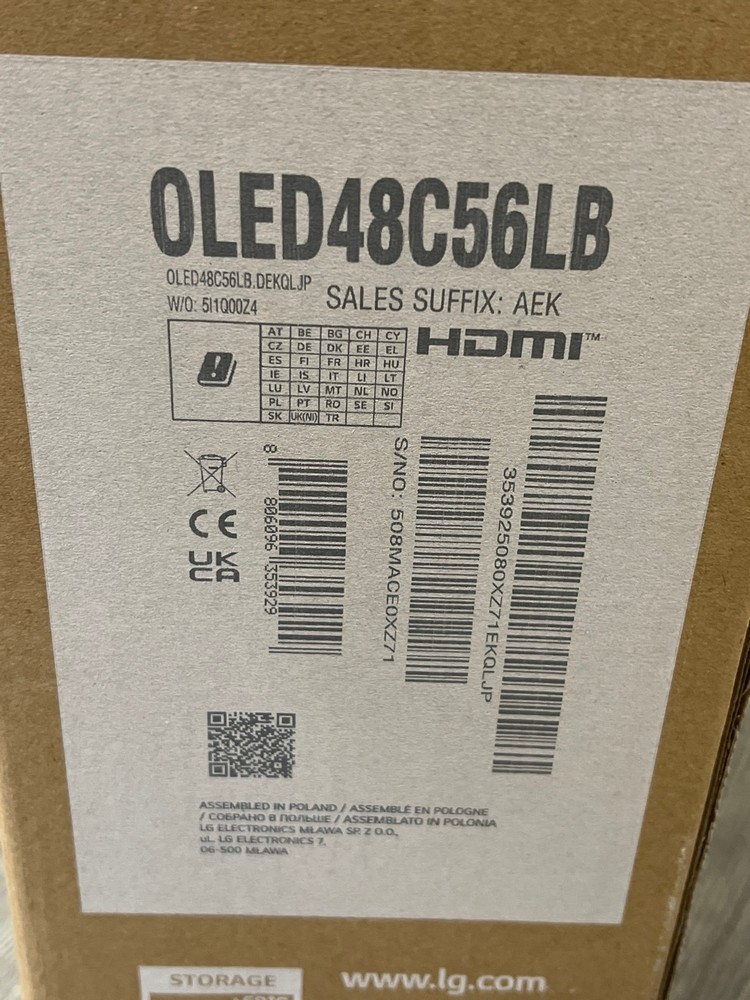 OLED48C56LB
OLED48C56LB.DEKQLJP
W/O: 5I1Q00Z4
SALES SUFFIX: AEK
HDMI™
AT BE BG CH CY
CZ DE DK EE EL
ES FI FR HR HU
IE IS IT LI LT
LU LV MT NL NO
PL PT RO SE SI
SK UK(NI) TR
CE
UK
CA
8 806096 353929
S/NO: 508MACE0XZ71
353925080XZ71EKQLJP
ASSEMBLED IN POLAND / ASSEMBLÉ EN POLOGNE
/ СОБРАНО В ПОЛЬШЕ / ASSEMBLATO IN POLONIA
LG ELECTRONICS MŁAWA SP. Z O.O.,
UL. LG ELECTRONICS 7,
06-500 MŁAWA
STORAGE
www.lg.com